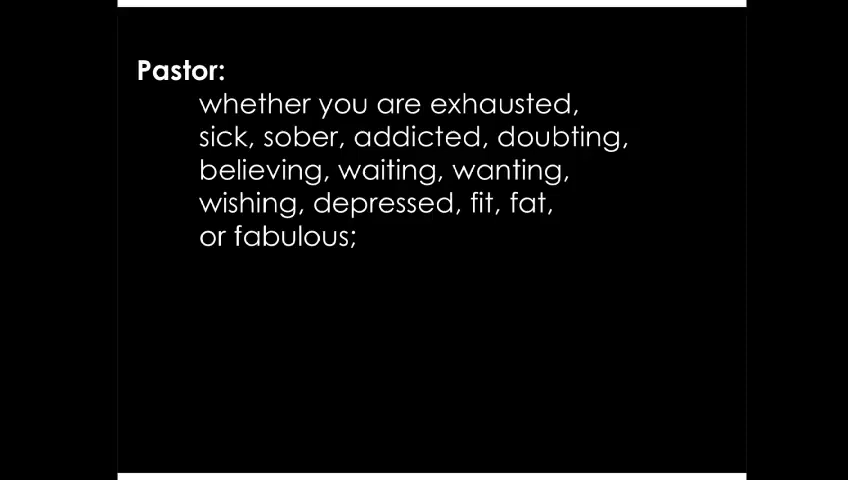 Pastor:
whether you are exhausted,
sick, sober, addicted, doubting,
believing, waiting, wanting,
wishing, depressed, fit, fat,
or fabulous;